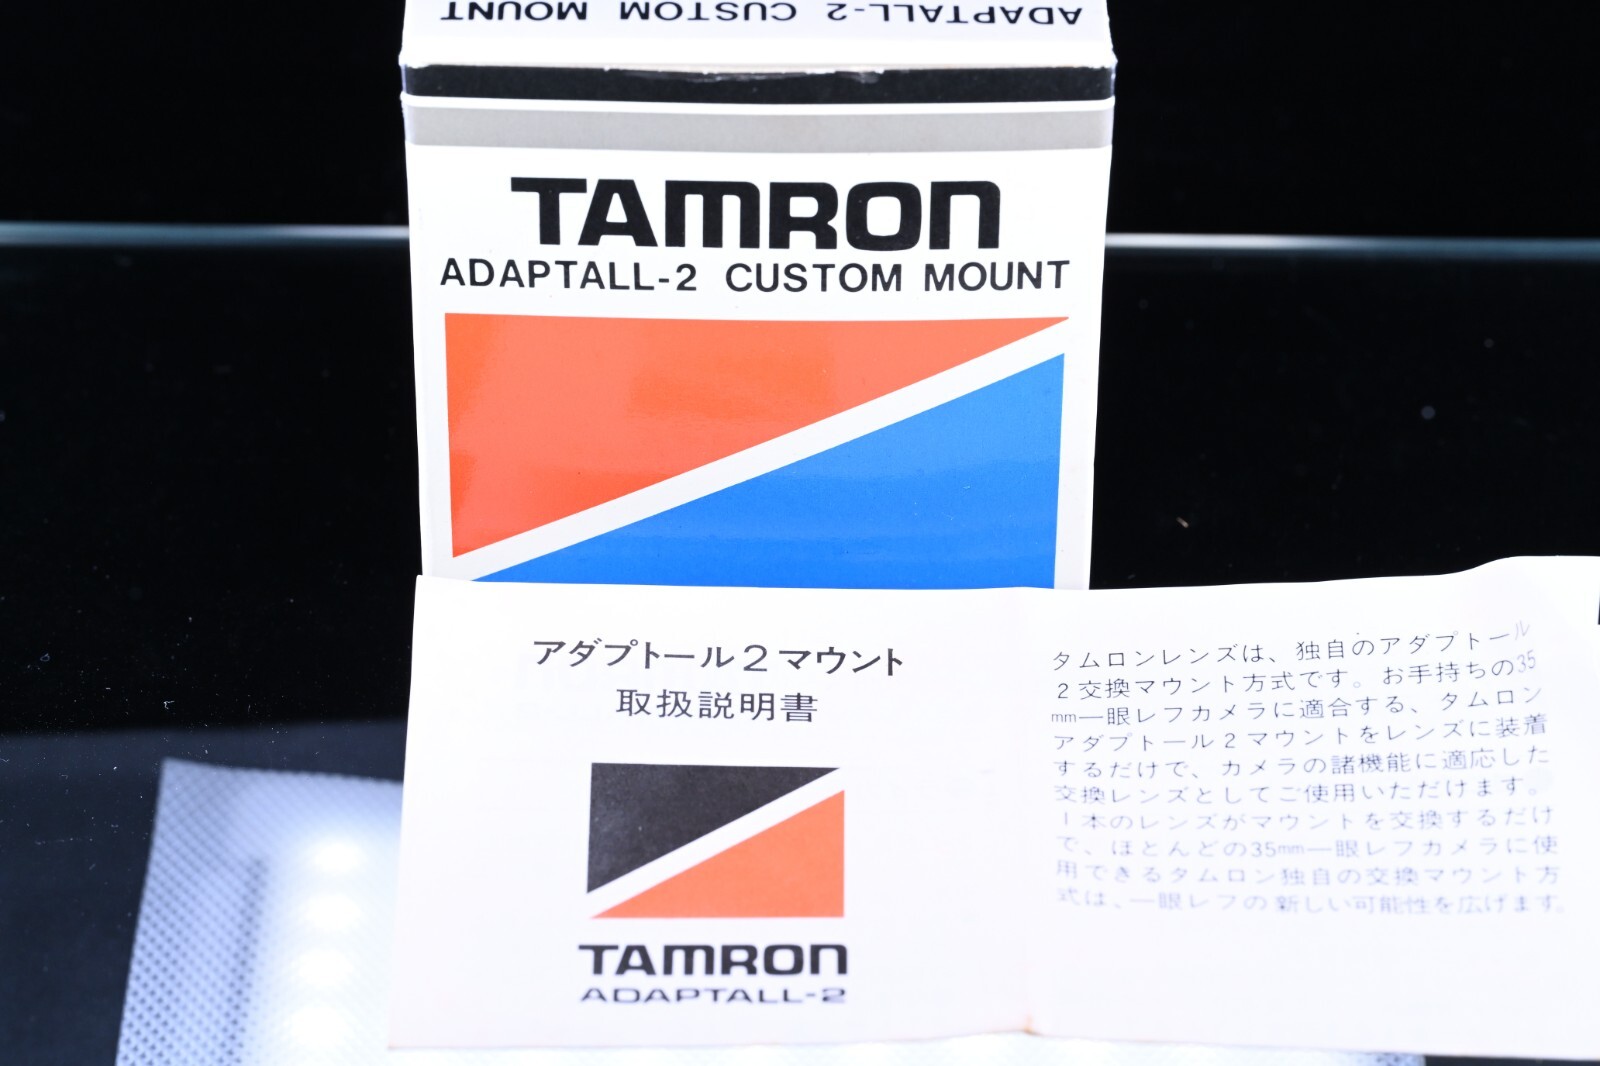 ADAPTALL-2 CUSTOM MOUNT
TAMRON
ADAPTALL-2 CUSTOM MOUNT
アダプトール2マウント
取扱説明書
TAMRON
ADAPTALL-2
タムロンレンズは、独自のアダプトール
2交換マウント方式です。お手持ちの35
mm一眼レフカメラに適合する、タムロン
アダプトール2マウントをレンズに装着
するだけで、カメラの諸機能に適応した
交換レンズとしてご使用いただけます。
1本のレンズがマウントを交換するだけ
で、ほとんどの35mm一眼レフカメラに使
用できるタムロン独自の交換マウント方
式は、一眼レフの新しい可能性を広げます。